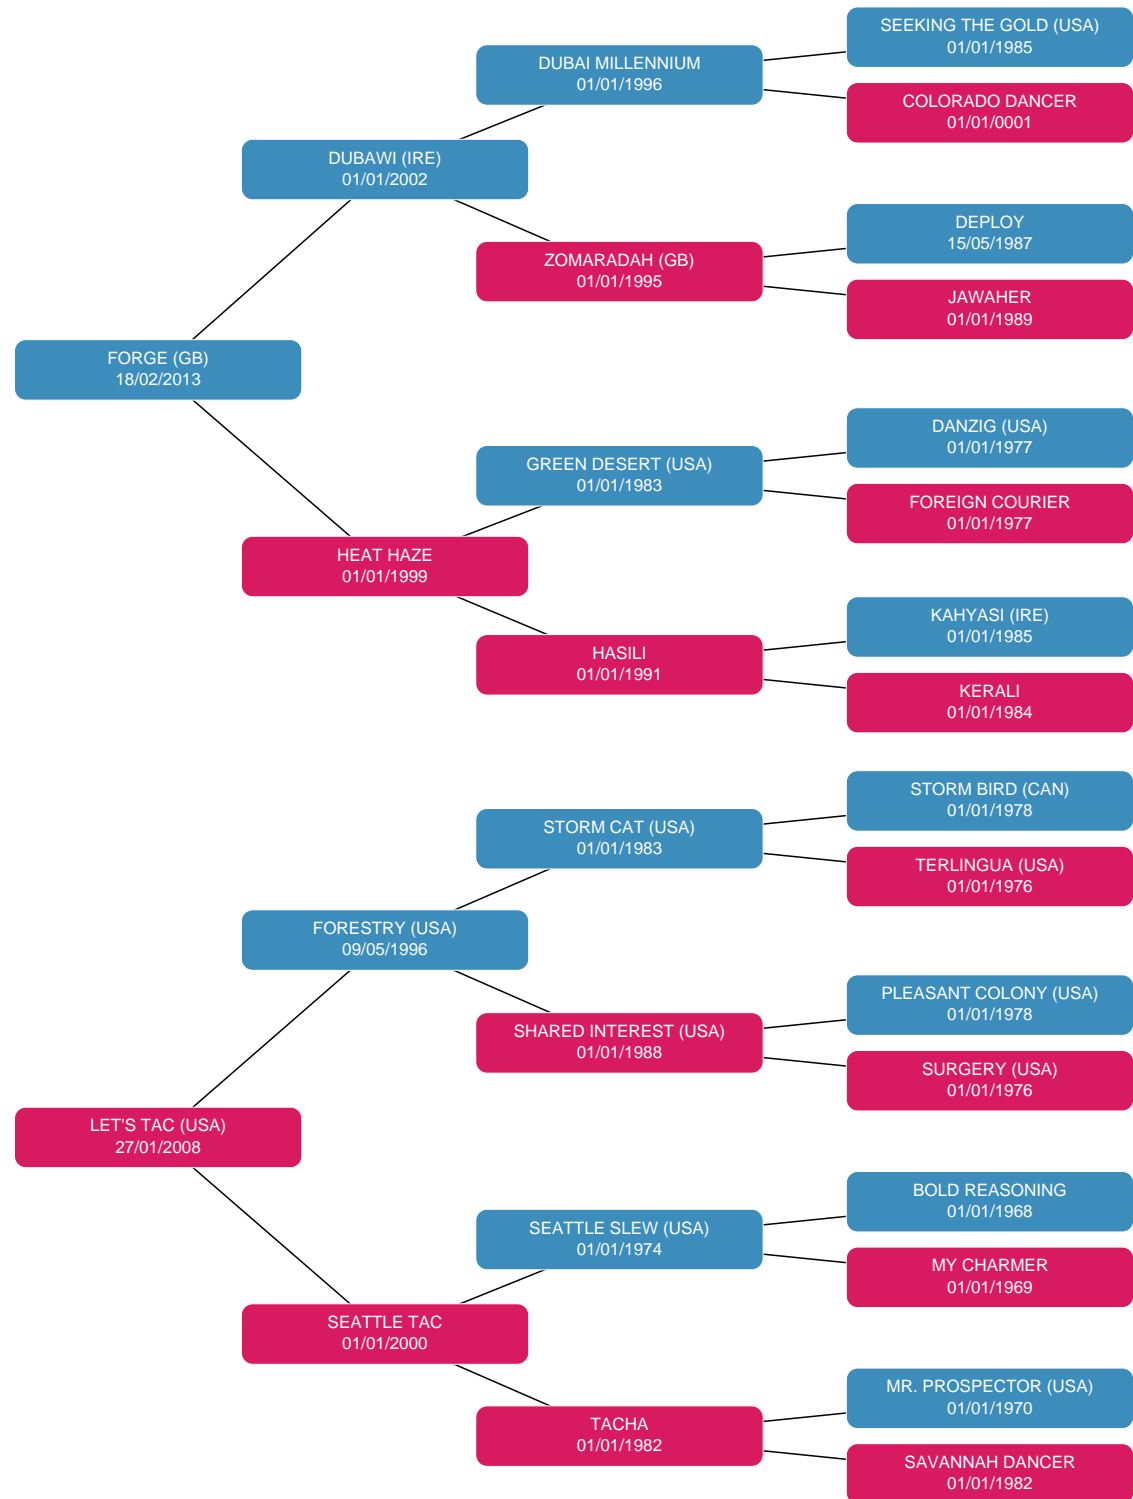 SEEKING THE GOLD (USA)
01/01/1985
DUBAI MILLENNIUM
01/01/1996
COLORADO DANCER
01/01/0001
DUBAWI (IRE)
01/01/2002
DEPLOY
15/05/1987
ZOMARADAH (GB)
01/01/1995
JAWAHER
01/01/1989
FORGE (GB)
18/02/2013
DANZIG (USA)
01/01/1977
GREEN DESERT (USA)
01/01/1983
FOREIGN COURIER
01/01/1977
HEAT HAZE
01/01/1999
KAHYASI (IRE)
01/01/1985
HASILI
01/01/1991
KERALI
01/01/1984
STORM BIRD (CAN)
01/01/1978
STORM CAT (USA)
01/01/1983
TERLINGUA (USA)
01/01/1976
FORESTRY (USA)
09/05/1996
PLEASANT COLONY (USA)
01/01/1978
SHARED INTEREST (USA)
01/01/1988
SURGERY (USA)
01/01/1976
LET'S TAC (USA)
27/01/2008
BOLD REASONING
01/01/1968
SEATTLE SLEW (USA)
01/01/1974
MY CHARMER
01/01/1969
SEATTLE TAC
01/01/2000
MR. PROSPECTOR (USA)
01/01/1970
TACHA
01/01/1982
SAVANNAH DANCER
01/01/1982